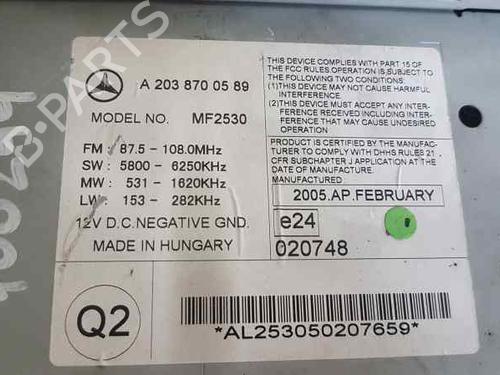 A 203 870 05 89
MODEL NO. MF2530
FM : 87.5 - 108.0MHz
SW : 5800 - 6250KHz
MW : 531 - 1620KHz
LW : 153 - 282KHz
12V D.C.NEGATIVE GND.
MADE IN HUNGARY
THIS DEVICE COMPLIES WITH PART 15 OF
THE FCC RULES OPERATION IS SUBJECT TO
THE FOLLOWING TWO CONDITIONS:
(1)THIS DEVICE MAY NOT CAUSE HARMFUL
INTERFERENCE.
(2)THIS DEVICE MUST ACCEPT ANY INTERFER-
ENCE RECEIVED INCLUDING INTERFERENCE
THAT MAY CAUSE UNDESIRED
OPERATION
THIS PRODUCT IS CERTIFIED BY THE MANUFAC-
TURER TO COMPLY WITH DHHS RULES 21
CFR SUBCHAPTER J APPLICATION AT THE DATE
OF MANUFACTURE.
MANUFACTURED:
2005.AP.FEBRUARY
e24
020748
Q2
*AL253050207659*
B-PARTS